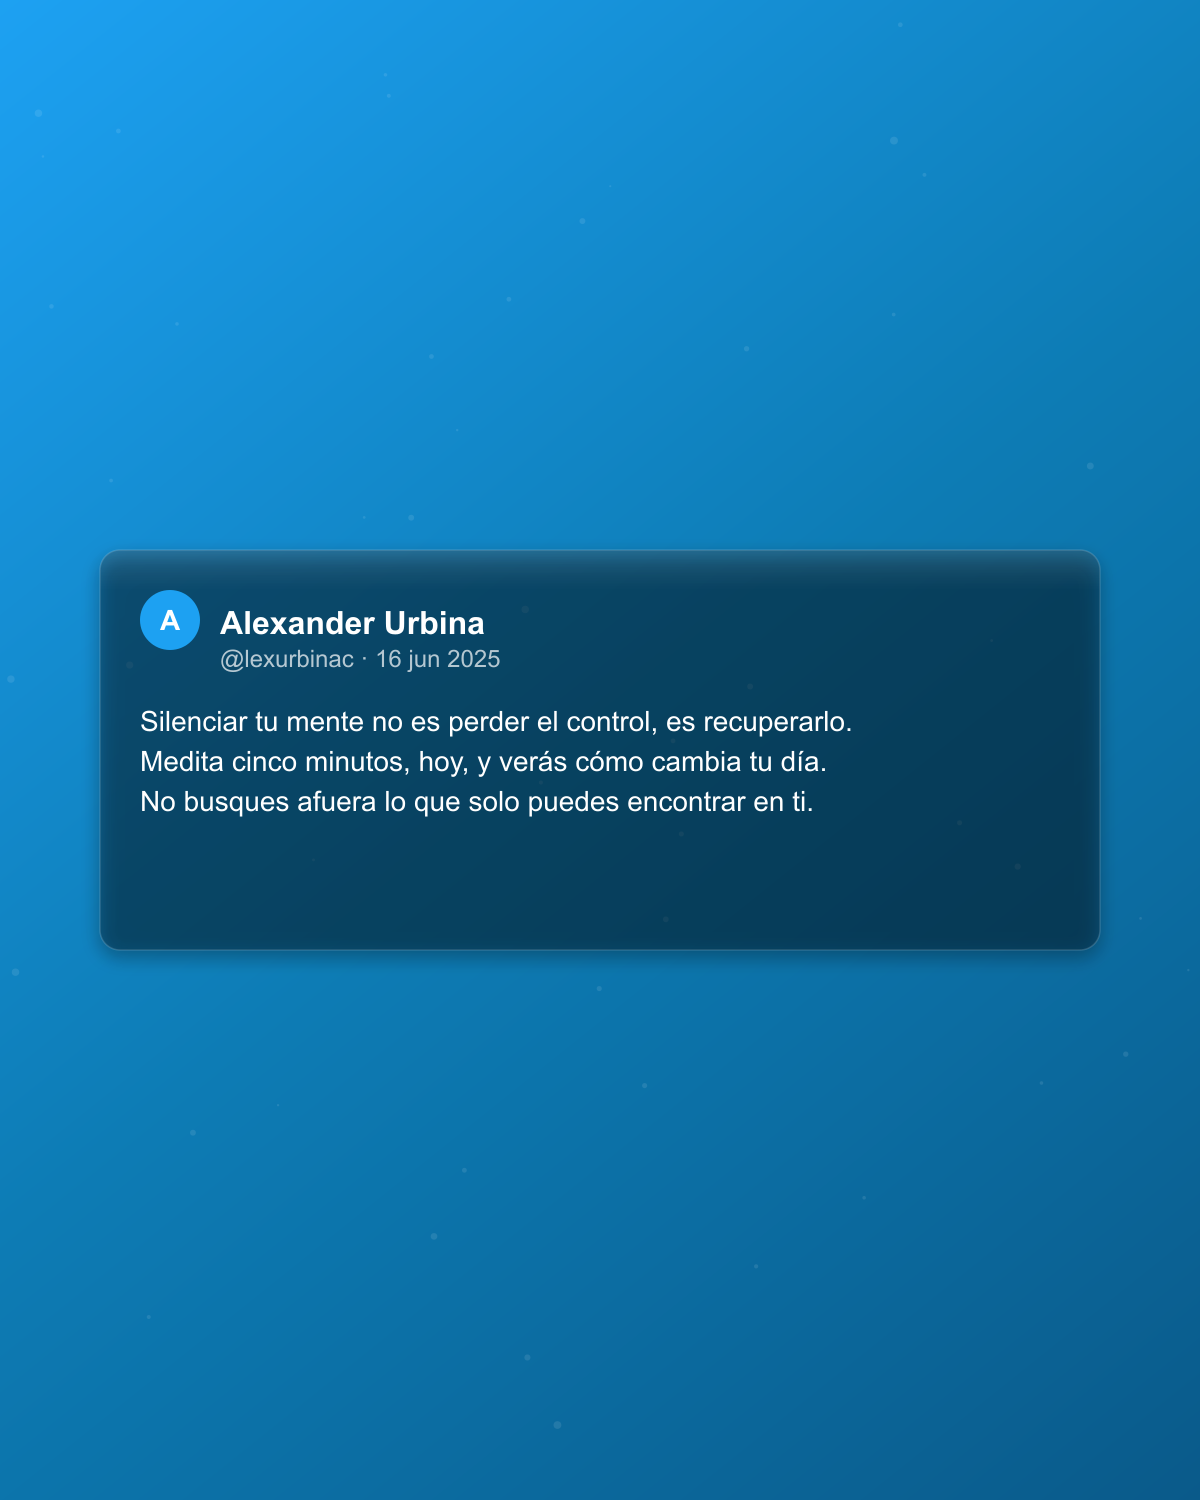 A
Alexander Urbina
@lexurbinac · 16 jun 2025
Silenciar tu mente no es perder el control, es recuperarlo.
Medita cinco minutos, hoy, y verás cómo cambia tu día.
No busques afuera lo que solo puedes encontrar en ti.